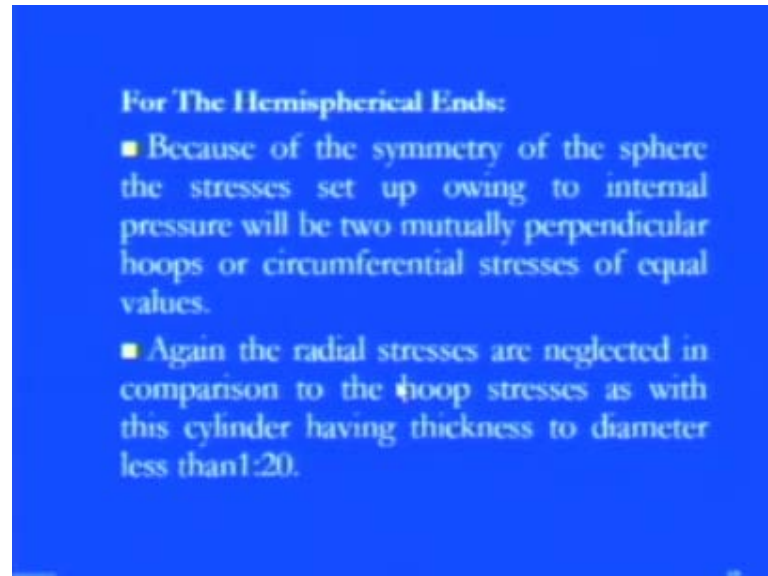 For The Hemispherical Ends:
Because of the symmetry of the sphere
the stresses set up owing to internal
pressure will be two mutually perpendicular
hoops or circumferential stresses of equal
values.
Again the radial stresses are neglected in
comparison to the hoop stresses as with
this cylinder having thickness to diameter
less than1:20.